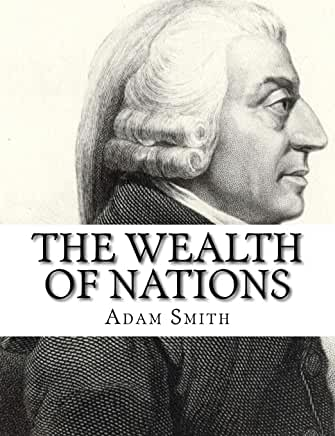 THE WEALTH
OF NATIONS
Adam Smith